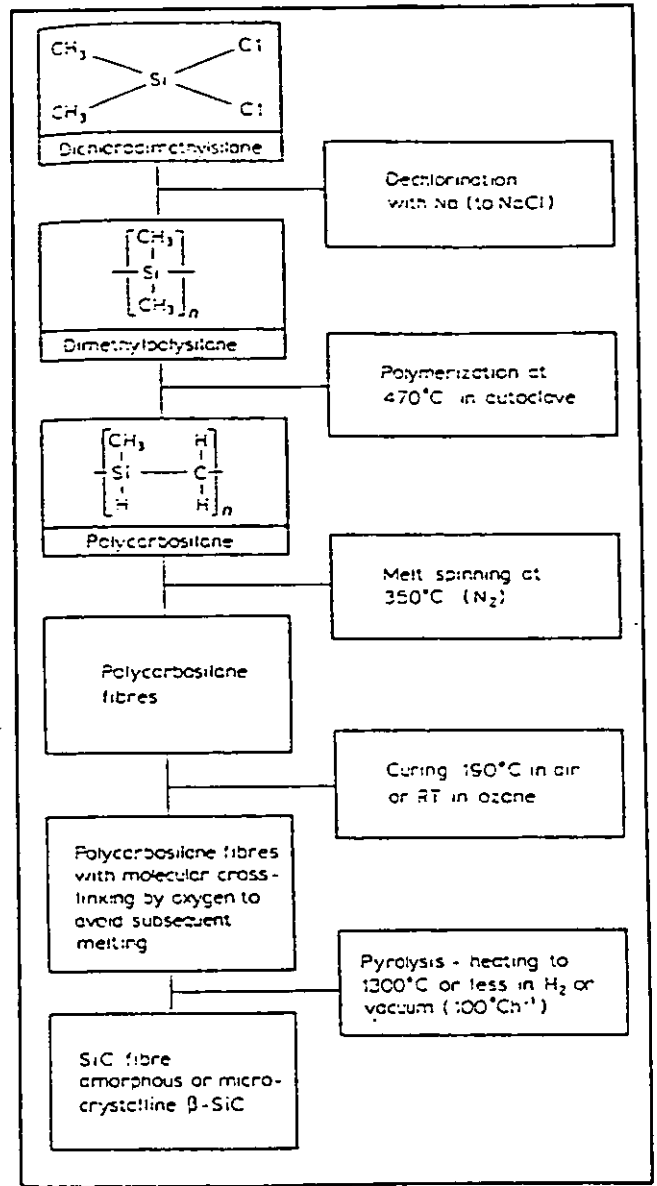 CH3 Cl
Si
CH3 Cl
Dichlorodimethylsilane
Dechlorination
with Na (to NaCl)
[CH3
Si
CH3]n
Dimethylpolysilane
Polymerization at
470°C in autoclave
[CH3 H
Si C
H H]n
Polycarbosilane
Melt spinning at
350°C (N2)
Polycarbosilane
fibres
Curing 190°C in air
or RT in ozone
Polycarbosilane fibres
with molecular cross-
linking by oxygen to
avoid subsequent
melting
Pyrolysis - heating to
1300°C or less in H2 or
vacuum (100°Ch-1)
SiC fibre
amorphous or micro-
crystalline β-SiC